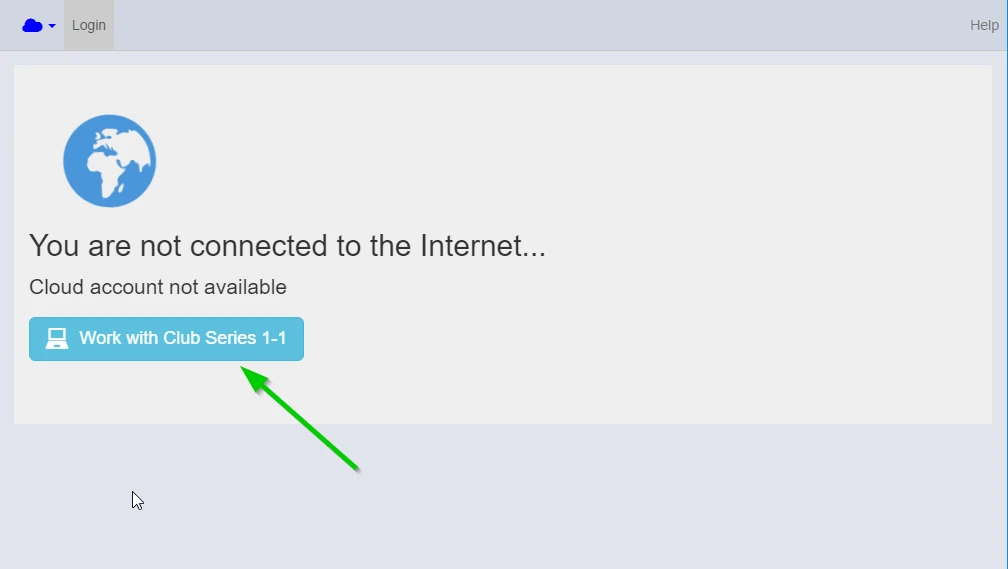 Login
Help
You are not connected to the Internet...
Cloud account not available
Work with Club Series 1-1